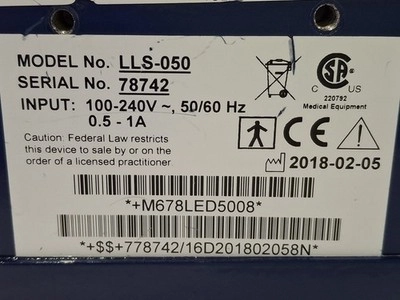 MODEL No. LLS-050
SERIAL No. 78742
INPUT: 100-240V ~, 50/60 Hz
0.5 - 1A
Caution: Federal Law restricts
this device to sale by or on the
order of a licensed practitioner
CSA
C US
220782
Medical Equipment
CE
2018-02-05
*+M678LED5008*
*+$$+778742/16D201802058N*